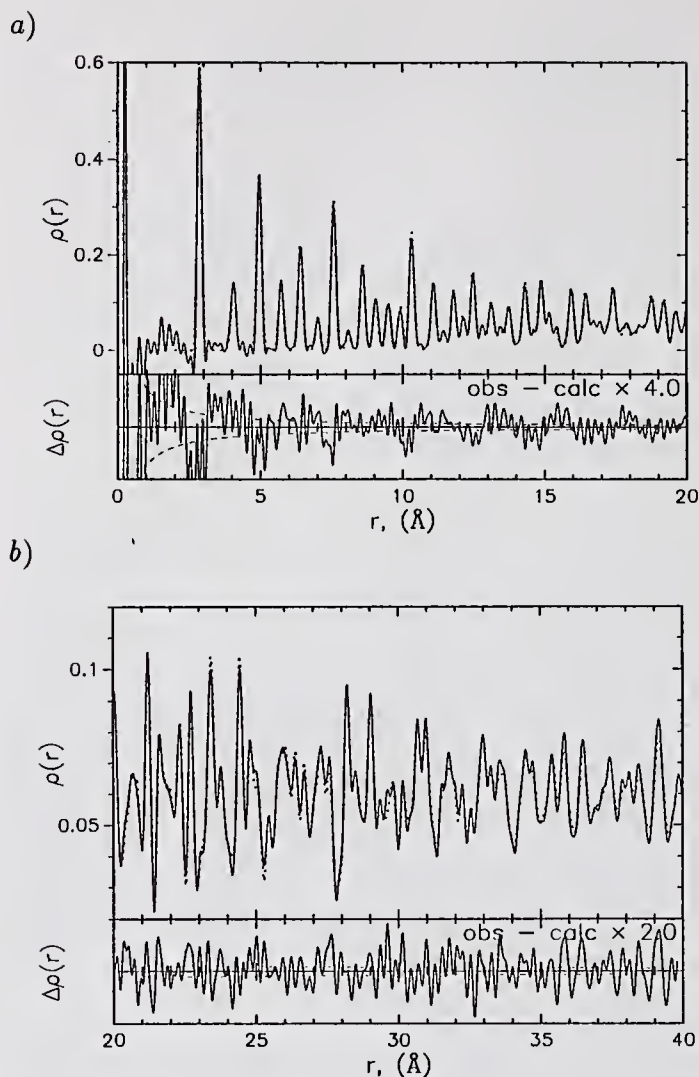 a)
0.6
0.4
0.2
0
ρ(r)
obs − calc × 4.0
Δρ(r)
0 5 10 15 20
r, (Å)
b)
0.1
0.05
ρ(r)
obs − calc × 2.0
Δρ(r)
20 25 30 35 40
r, (Å)